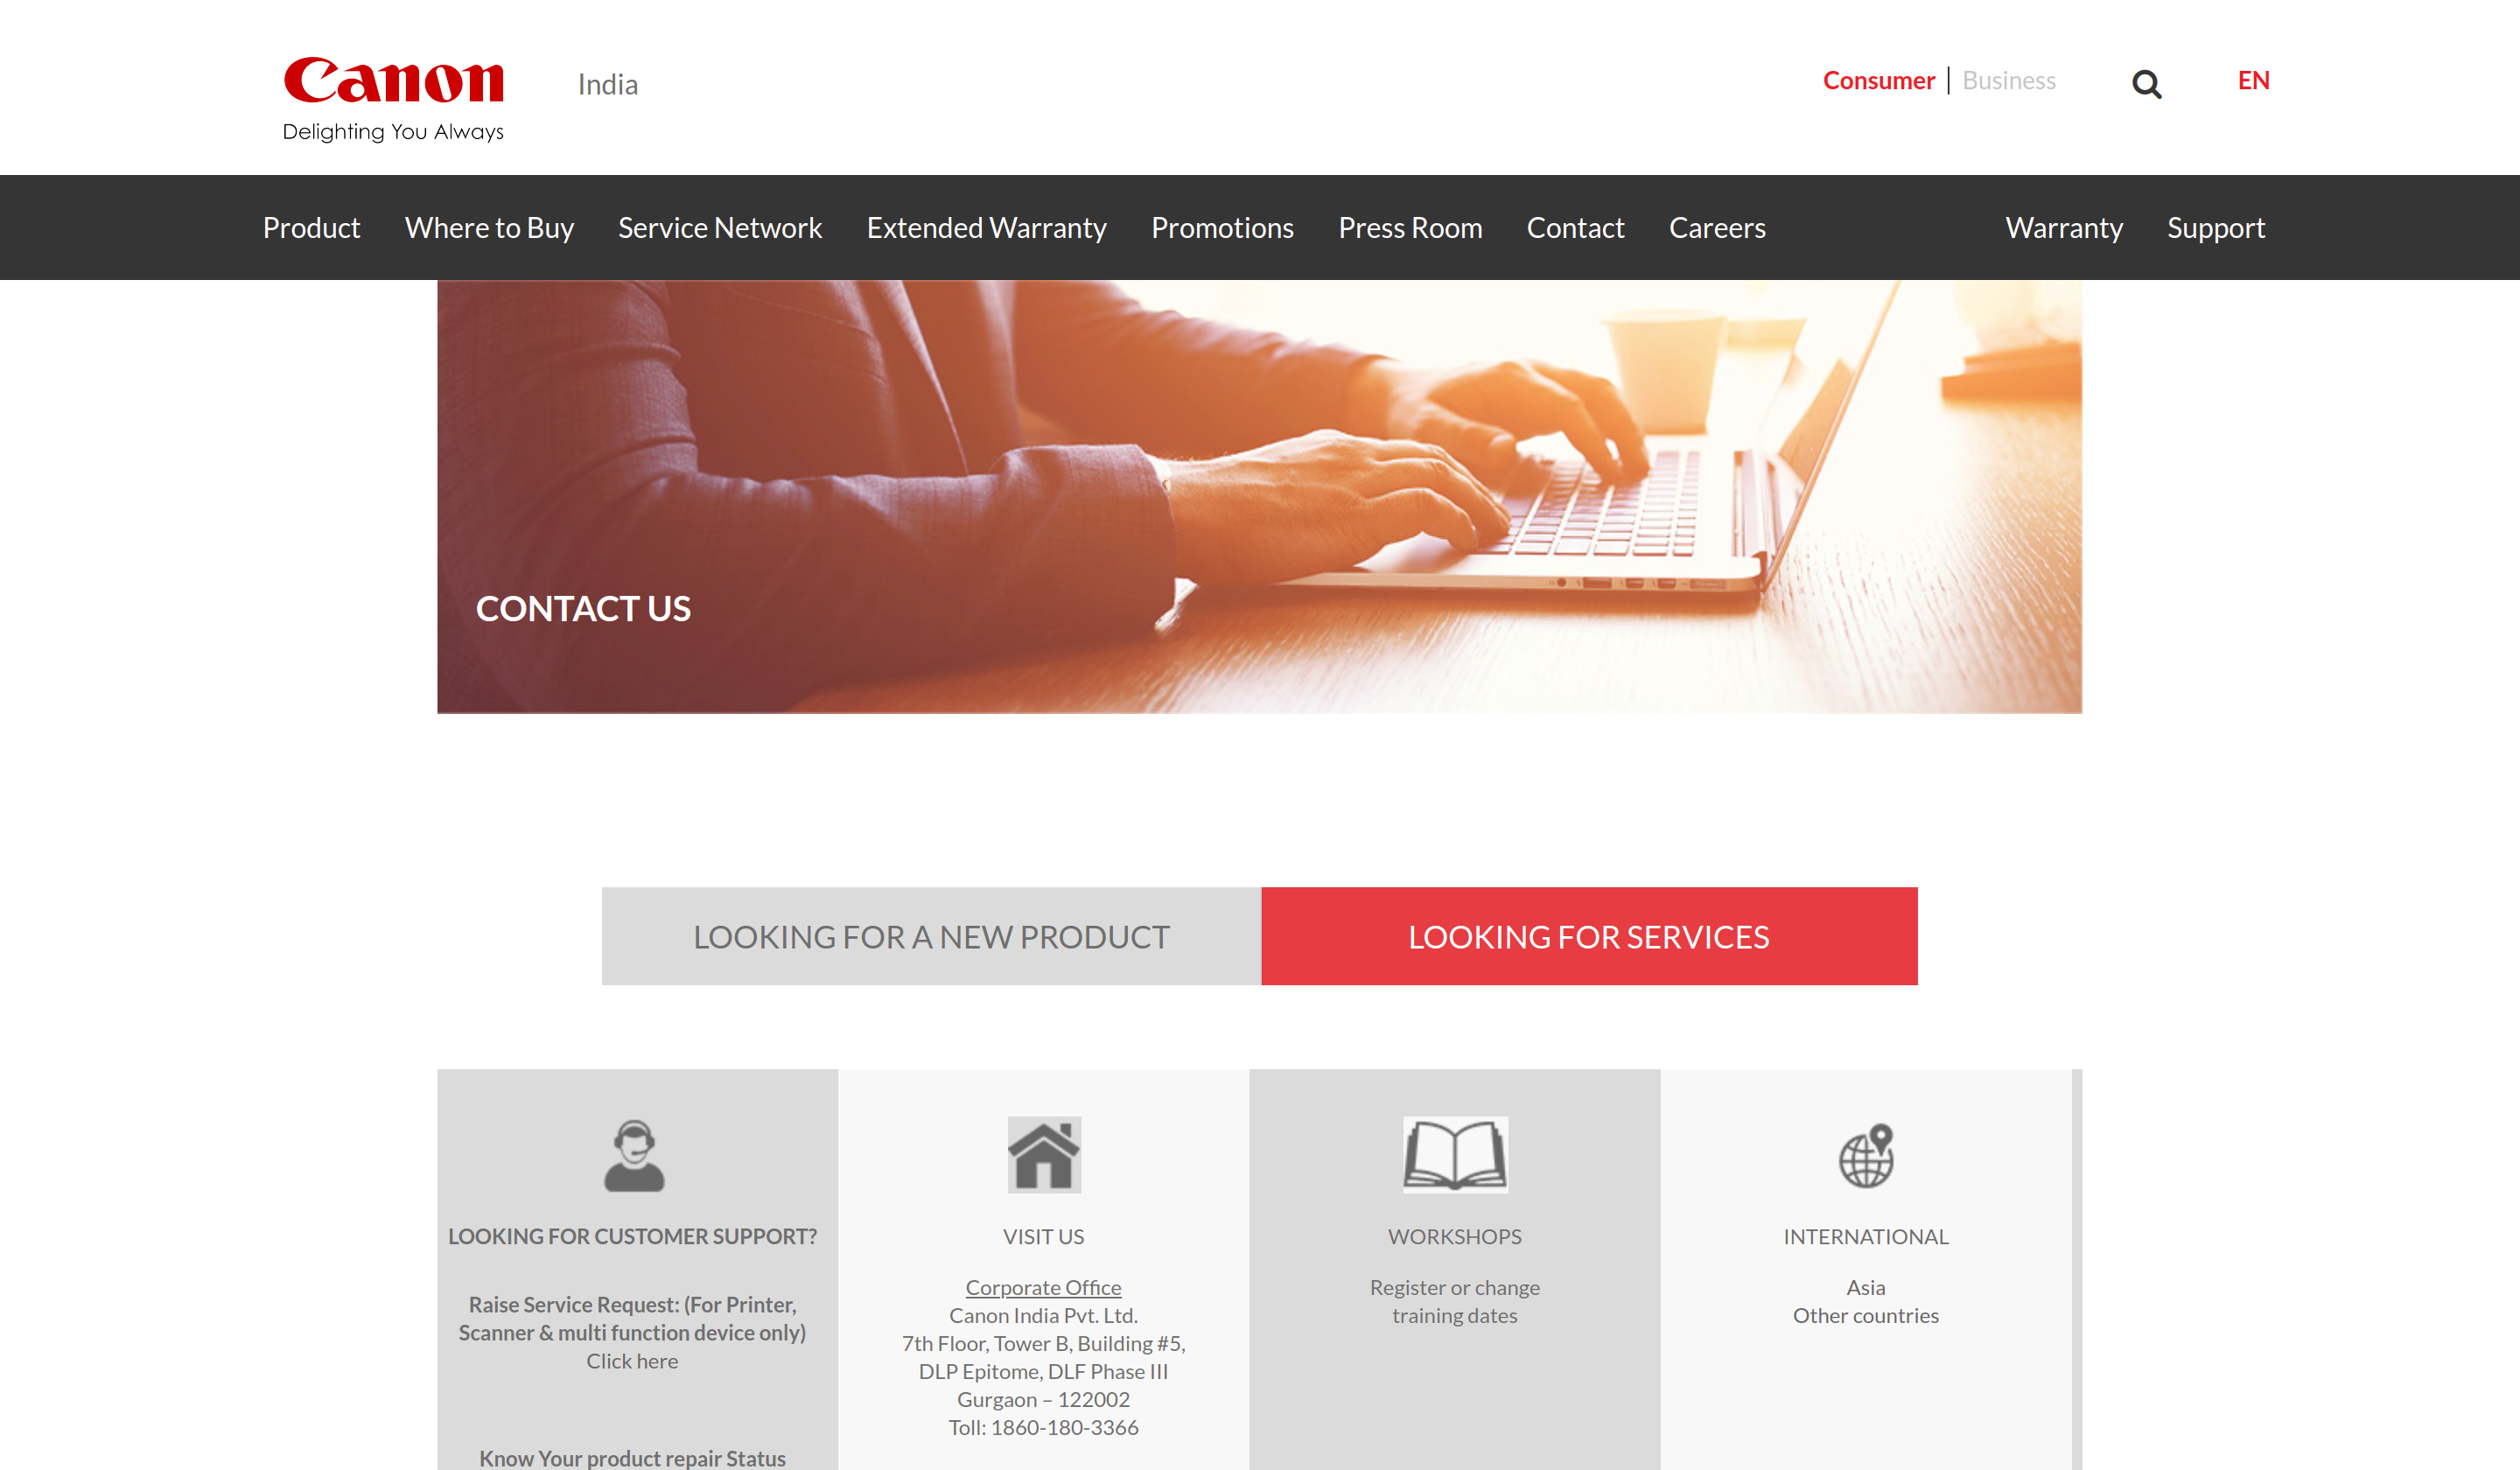 Canon
Delighting You Always
India
Consumer | Business
EN
Product
Where to Buy
Service Network
Extended Warranty
Promotions
Press Room
Contact
Careers
Warranty
Support
CONTACT US
LOOKING FOR A NEW PRODUCT
LOOKING FOR SERVICES
LOOKING FOR CUSTOMER SUPPORT?
Raise Service Request: (For Printer,
Scanner & multi function device only)
Click here
Know Your product repair Status
VISIT US
Corporate Office
Canon India Pvt. Ltd.
7th Floor, Tower B, Building #5,
DLP Epitome, DLF Phase III
Gurgaon – 122002
Toll: 1860-180-3366
WORKSHOPS
Register or change
training dates
INTERNATIONAL
Asia
Other countries